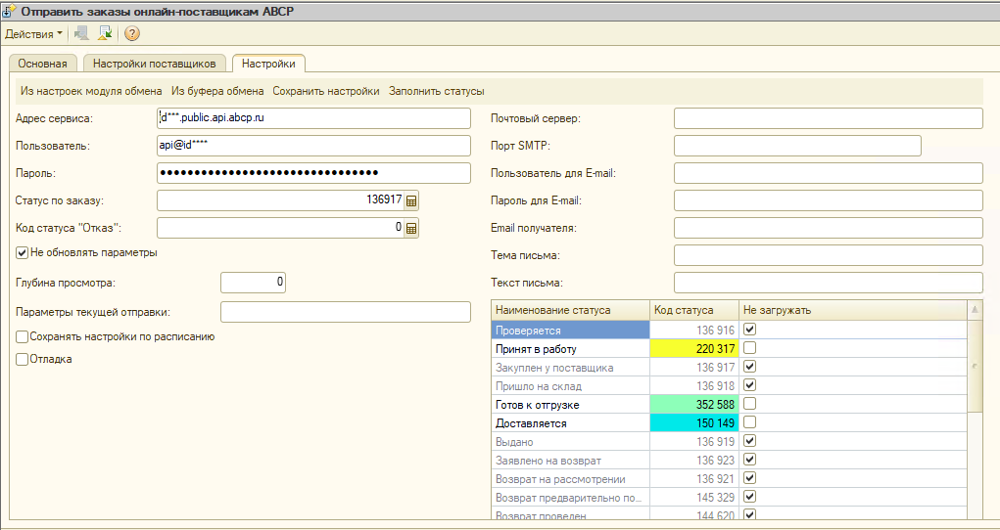 Отправить заказы онлайн-поставщикам ABCP
Действия
Основная
Настройки поставщиков
Настройки
Из настроек модуля обмена
Из буфера обмена
Сохранить настройки
Заполнить статусы
Адрес сервиса: id***.public.api.abcp.ru
Пользователь: api@id****
Пароль: ●●●●●●●●●●●●●●●●●●●●●●●●●●●●●●●●
Статус по заказу: 136917
Код статуса "Отказ": 0
Не обновлять параметры
Глубина просмотра: 0
Параметры текущей отправки:
Сохранять настройки по расписанию
Отладка
Почтовый сервер:
Порт SMTP:
Пользователь для E-mail:
Пароль для E-mail:
Email получателя:
Тема письма:
Текст письма:
Наименование статуса Код статуса Не загружать
Проверяется 136 916
Принят в работу 220 317
Закуплен у поставщика 136 917
Пришло на склад 136 918
Готов к отгрузке 352 588
Доставляется 150 149
Выдано 136 919
Заявлено на возврат 136 923
Возврат на рассмотрении 136 921
Возврат предварительно по... 145 329
Возврат проведен 144 620